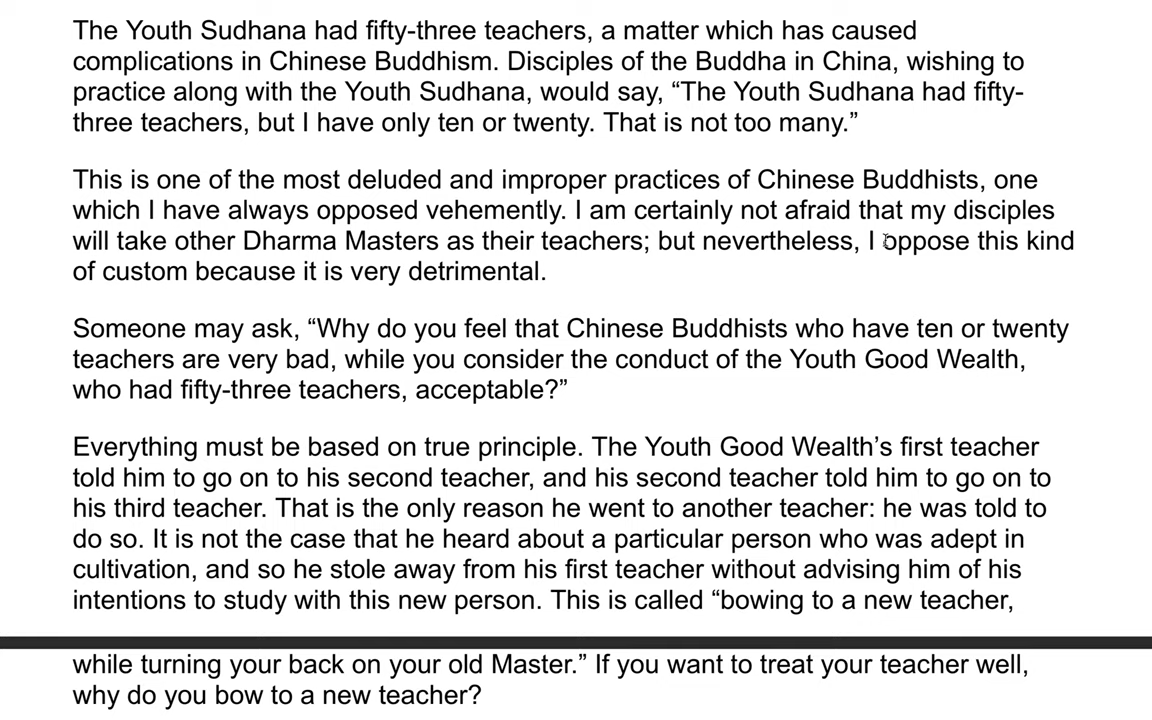 The Youth Sudhana had fifty-three teachers, a matter which has caused
complications in Chinese Buddhism. Disciples of the Buddha in China, wishing to
practice along with the Youth Sudhana, would say, “The Youth Sudhana had fifty-
three teachers, but I have only ten or twenty. That is not too many.”
This is one of the most deluded and improper practices of Chinese Buddhists, one
which I have always opposed vehemently. I am certainly not afraid that my disciples
will take other Dharma Masters as their teachers; but nevertheless, I oppose this kind
of custom because it is very detrimental.
Someone may ask, “Why do you feel that Chinese Buddhists who have ten or twenty
teachers are very bad, while you consider the conduct of the Youth Good Wealth,
who had fifty-three teachers, acceptable?”
Everything must be based on true principle. The Youth Good Wealth’s first teacher
told him to go on to his second teacher, and his second teacher told him to go on to
his third teacher. That is the only reason he went to another teacher: he was told to
do so. It is not the case that he heard about a particular person who was adept in
cultivation, and so he stole away from his first teacher without advising him of his
intentions to study with this new person. This is called “bowing to a new teacher,
while turning your back on your old Master.” If you want to treat your teacher well,
why do you bow to a new teacher?